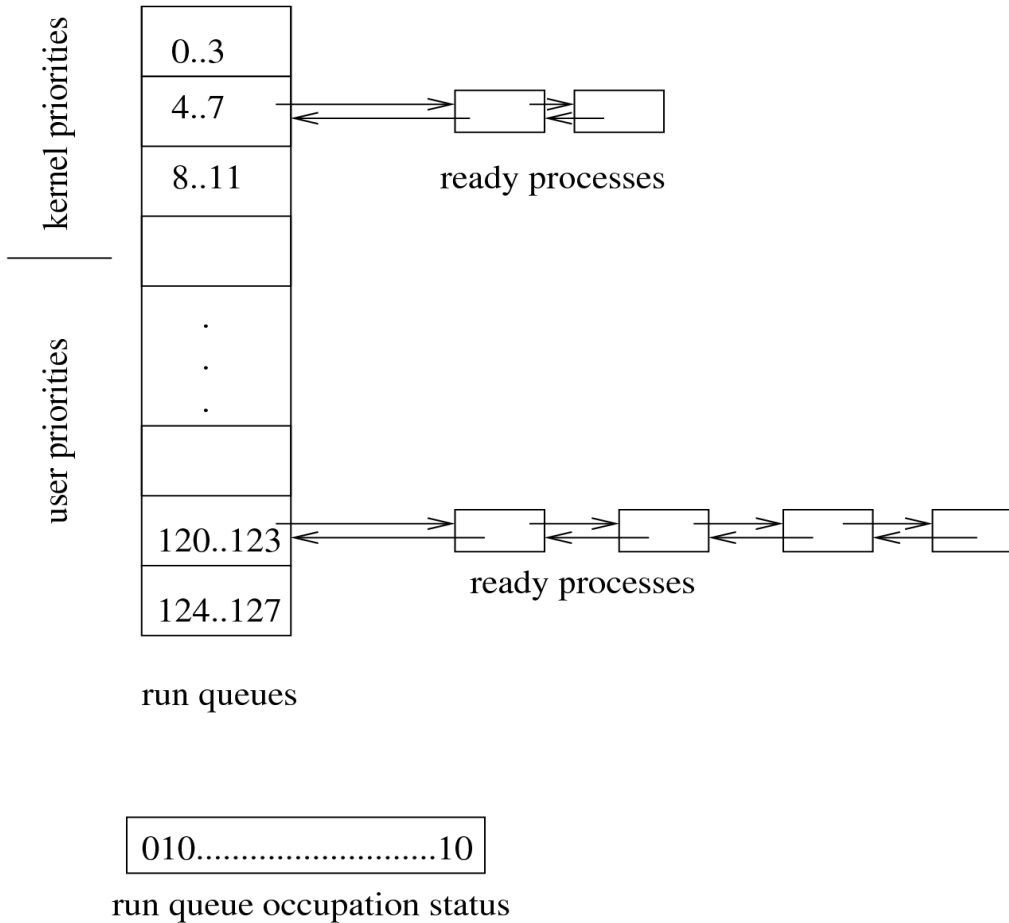 kernel priorities
0..3
4..7
8..11
ready processes
user priorities
.
.
.
120..123
ready processes
124..127
run queues
010...........................10
run queue occupation status